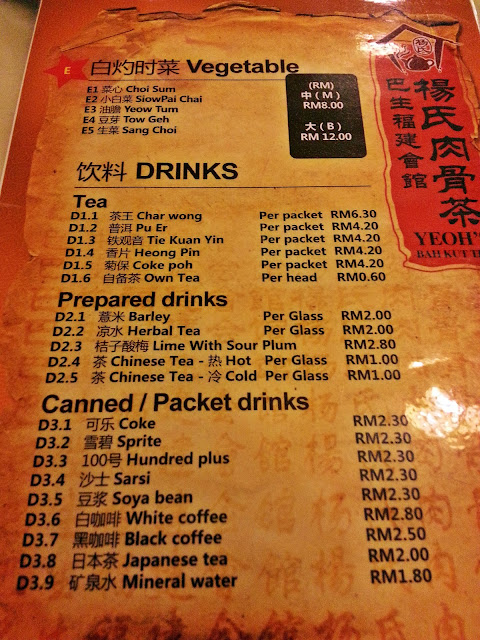 E 白灼时菜 Vegetable
E1 菜心 Choi Sum
E2 小白菜 SiowPai Chai
E3 油膽 Yeow Tum
E4 豆芽 Tow Geh
E5 生菜 Sang Choi
(RM)
中 ( M )
RM8.00
大 ( B )
RM 12.00
楊氏肉骨茶
巴生福建會館
YEOH'S
BAH KUT TEH
饮料 DRINKS
Tea
D1.1 茶王 Char wong Per packet RM6.30
D1.2 普洱 Pu Er Per packet RM4.20
D1.3 铁观音 Tie Kuan Yin Per packet RM4.20
D1.4 香片 Heong Pin Per packet RM4.20
D1.5 菊保 Coke poh Per packet RM4.20
D1.6 自备茶 Own Tea Per head RM0.60
Prepared drinks
D2.1 薏米 Barley Per Glass RM2.00
D2.2 凉水 Herbal Tea Per Glass RM2.00
D2.3 桔子酸梅 Lime With Sour Plum RM2.80
D2.4 茶 Chinese Tea - 热 Hot Per Glass RM1.00
D2.5 茶 Chinese Tea - 冷 Cold Per Glass RM1.00
Canned / Packet drinks
D3.1 可乐 Coke RM2.30
D3.2 雪碧 Sprite RM2.30
D3.3 100号 Hundred plus RM2.30
D3.4 沙士 Sarsi RM2.30
D3.5 豆浆 Soya bean RM2.30
D3.6 白咖啡 White coffee RM2.80
D3.7 黑咖啡 Black coffee RM2.50
D3.8 日本茶 Japanese tea RM2.00
D3.9 矿泉水 Mineral water RM1.80